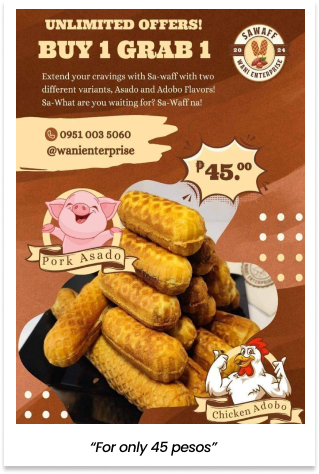 UNLIMITED OFFERS!
BUY 1 GRAB 1
SAWAFF
20 24
WANI ENTERPRISE
Extend your cravings with Sa-waff with two
different variants, Asado and Adobo Flavors!
Sa-What are you waiting for? Sa-Waff na!
0951 003 5060
@wanienterprise
₱45.⁰⁰
Pork Asado
Chicken Adobo
“For only 45 pesos”